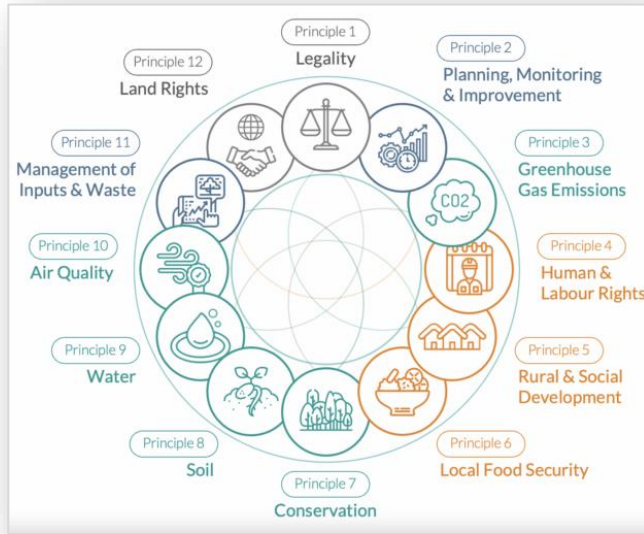 Principle 1
Legality
Principle 2
Planning, Monitoring
& Improvement
Principle 3
Greenhouse
Gas Emissions
CO2
Principle 4
Human &
Labour Rights
Principle 5
Rural & Social
Development
Principle 6
Local Food Security
Principle 7
Conservation
Principle 8
Soil
Principle 9
Water
Principle 10
Air Quality
Principle 11
Management of
Inputs & Waste
Principle 12
Land Rights